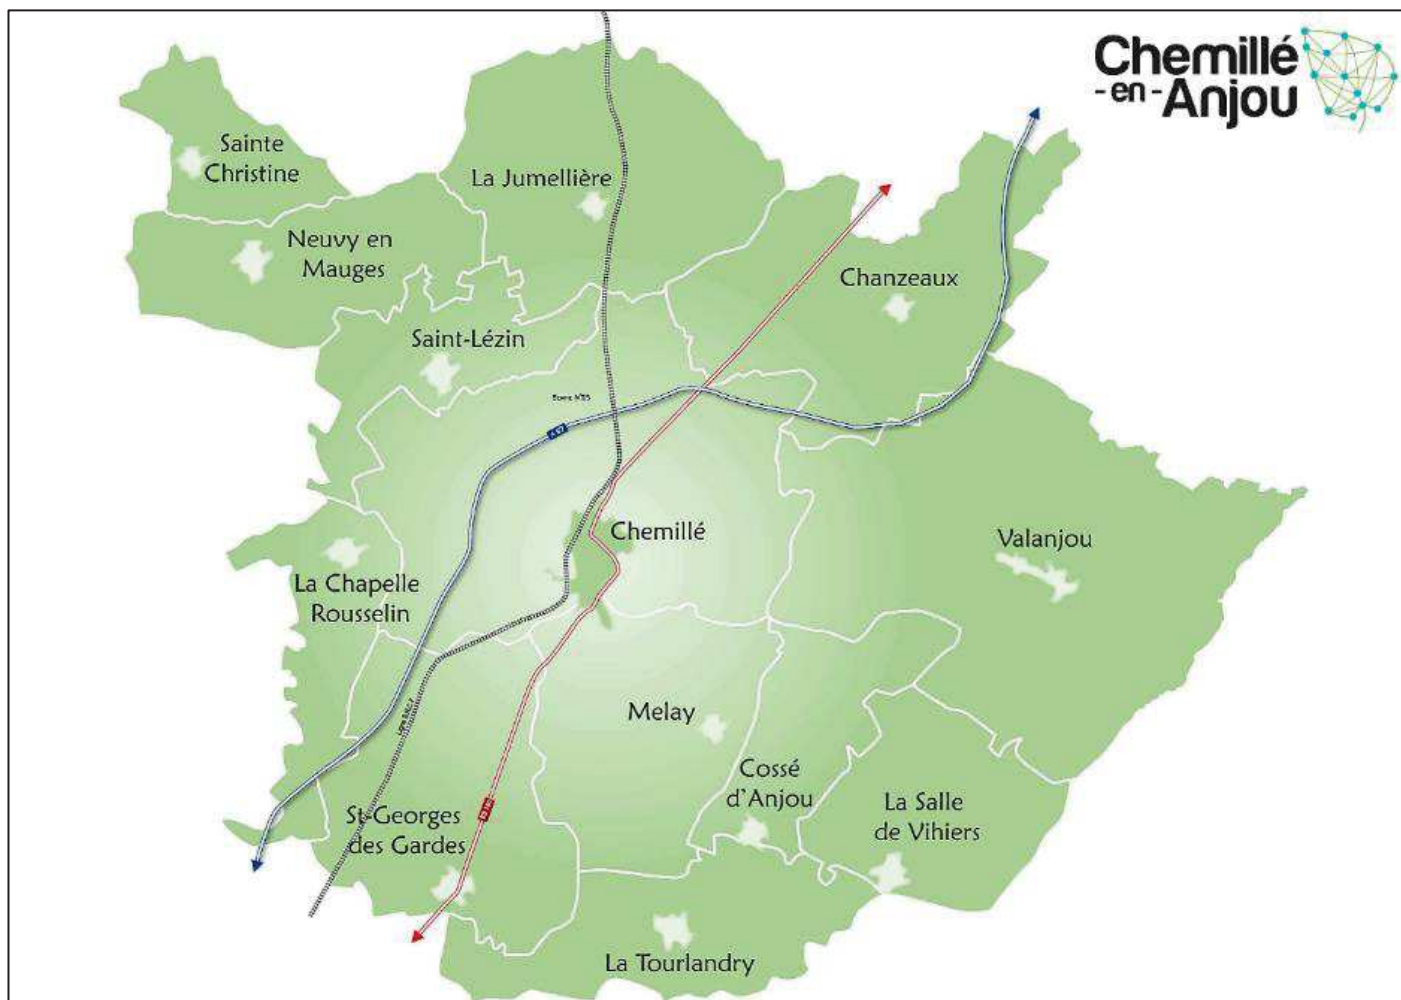 Chemillé
-en-Anjou
Sainte
Christine
La Jumellière
Neuvy en
Mauges
Chanzeaux
Saint-Lézin
Chemillé
Valanjou
La Chapelle
Rousselin
Melay
Cossé
d'Anjou
La Salle
de Vihiers
St Georges
des Gardes
La Tourlandry